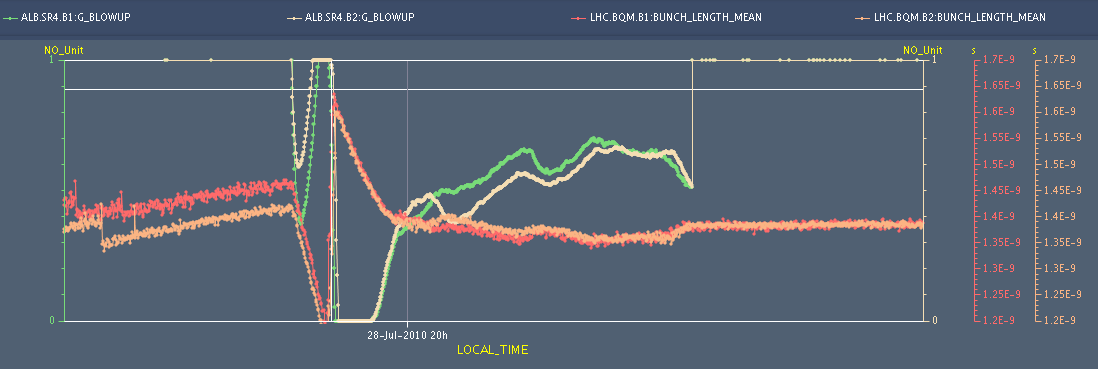 ALB.SR4.B1:G_BLOWUP ALB.SR4.B2:G_BLOWUP LHC.BQM.B1:BUNCH_LENGTH_MEAN LHC.BQM.B2:BUNCH_LENGTH_MEAN
NO_Unit NO_Unit s s
1 1 1.7E-9 1.7E-9
1.65E-9 1.65E-9
1.6E-9 1.6E-9
1.55E-9 1.55E-9
1.5E-9 1.5E-9
1.45E-9 1.45E-9
1.4E-9 1.4E-9
1.35E-9 1.35E-9
1.3E-9 1.3E-9
1.25E-9 1.25E-9
0 0 1.2E-9 1.2E-9
28-Jul-2010 20h
LOCAL_TIME